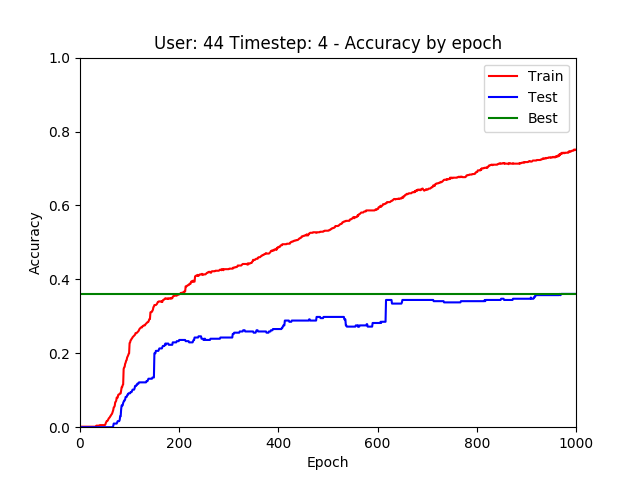 User: 44 Timestep: 4 - Accuracy by epoch
1.0
0.8
0.6
0.4
0.2
0.0
Accuracy
Train
Test
Best
0 200 400 600 800 1000
Epoch